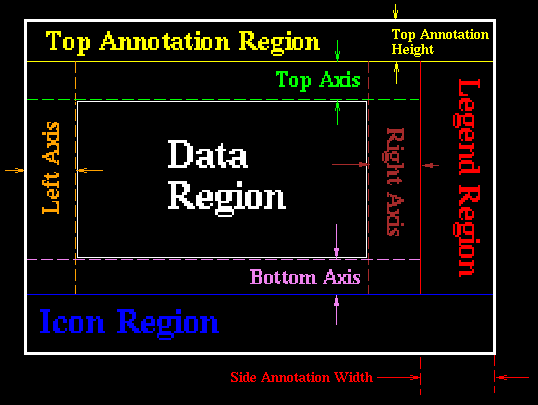 Top Annotation Region
Top Annotation
Height
Top Axis
Left Axis
Data
Region
Right Axis
Legend Region
Bottom Axis
Icon Region
Side Annotation Width